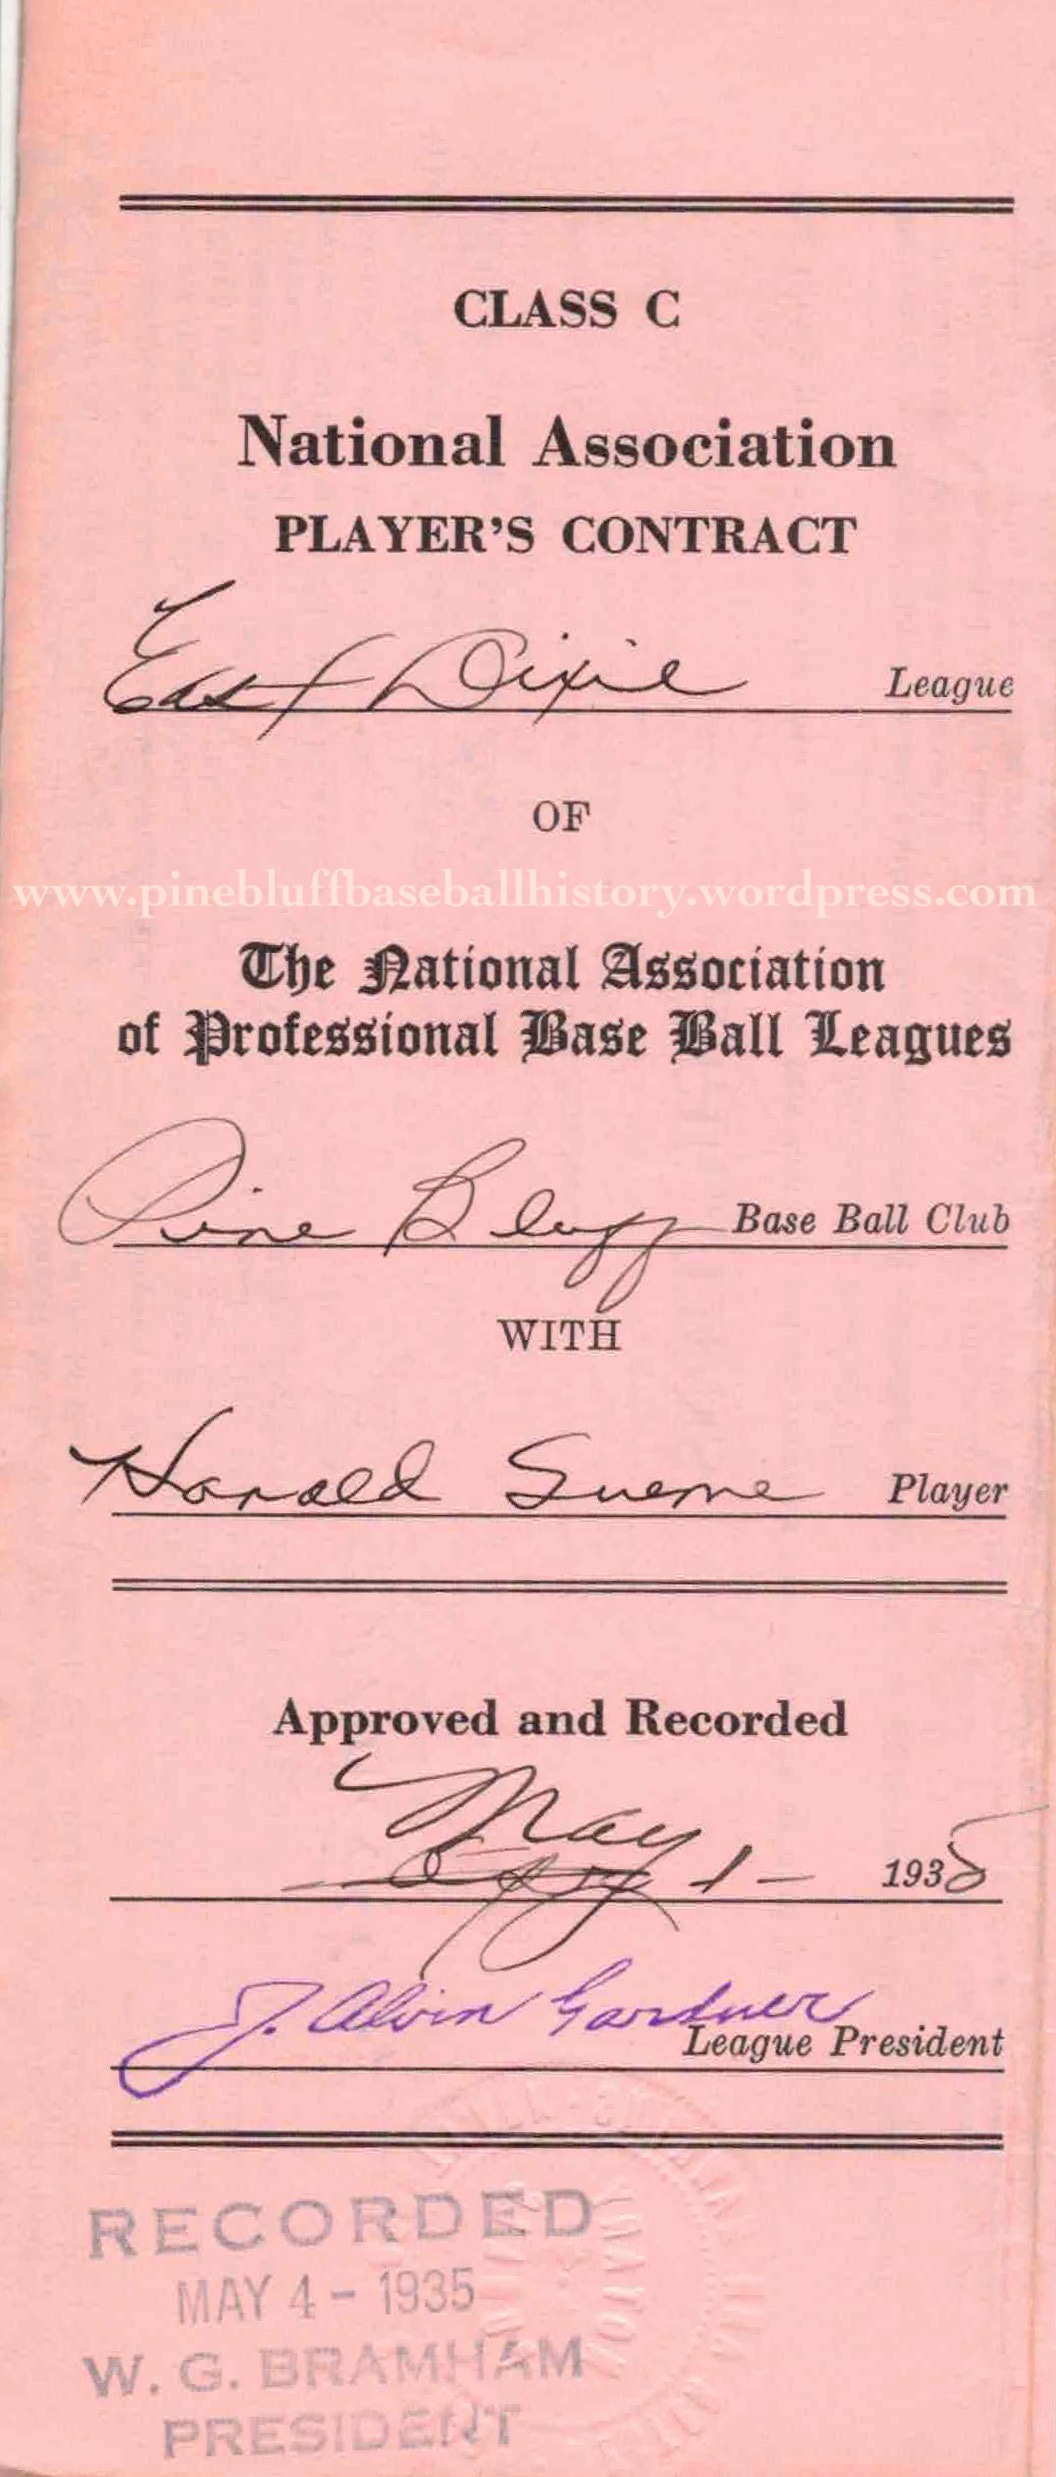 CLASS C
National Association
PLAYER'S CONTRACT
East Dixie League
OF
www.pinebluffbaseballhistory.wordpress.com
The National Association
of Professional Base Ball Leagues
Pine Bluff Base Ball Club
WITH
Harald Sueme Player
Approved and Recorded
May 1- 1935
J. Alvin Gardner
League President
RECORDED
MAY 4 - 1935
W. G. BRAMHAM
PRESIDENT